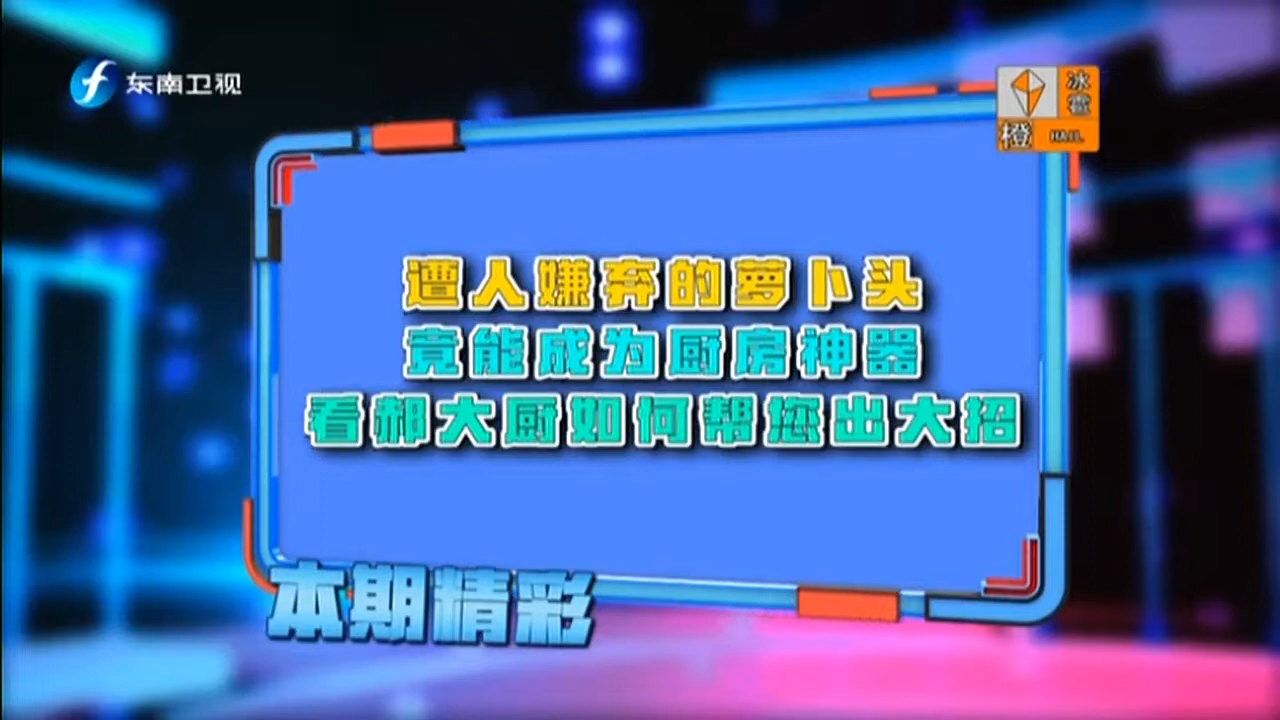 东南卫视
冰雹
橙 HAIL
遭人嫌弃的萝卜头
竟能成为厨房神器
看郝大厨如何帮您出大招
本期精彩